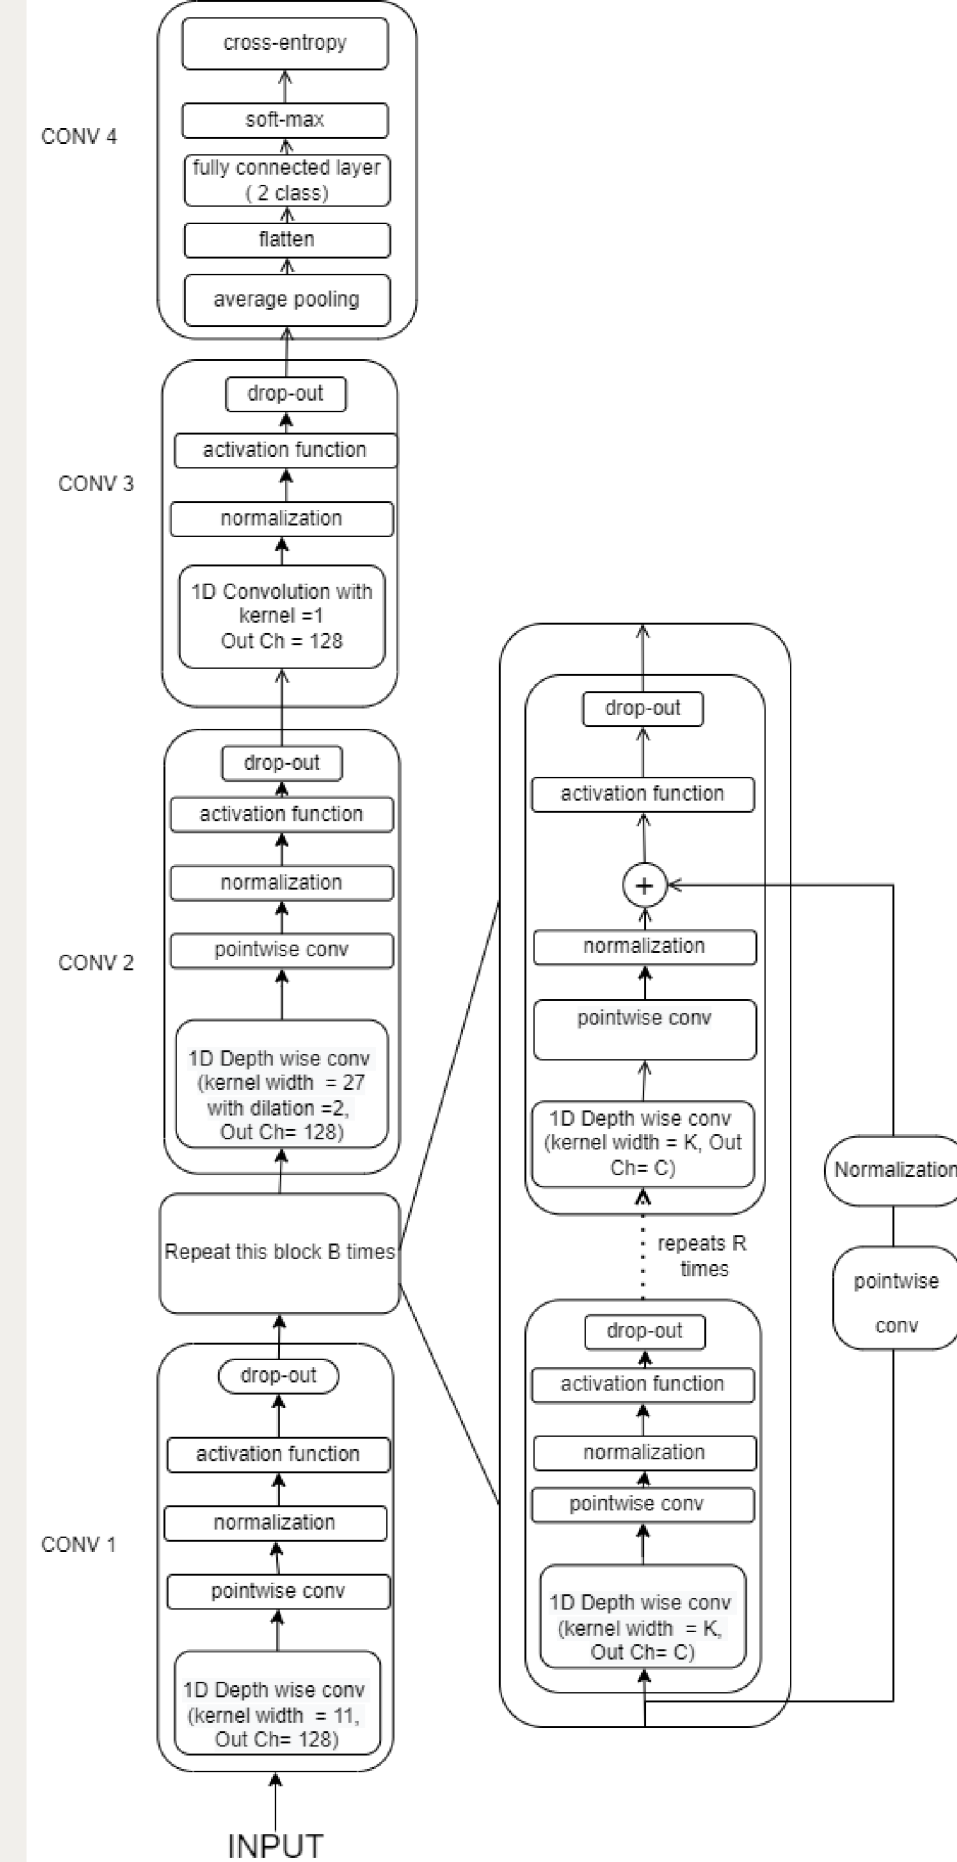 cross-entropy
soft-max
CONV 4
fully connected layer
( 2 class)
flatten
average pooling
drop-out
activation function
CONV 3
normalization
1D Convolution with
kernel =1
Out Ch = 128
drop-out
activation function
normalization
pointwise conv
CONV 2
1D Depth wise conv
(kernel width  = 27
with dilation =2,
Out Ch= 128)
Repeat this block B times
drop-out
activation function
normalization
CONV 1
pointwise conv
1D Depth wise conv
(kernel width  = 11,
Out Ch= 128)
INPUT
drop-out
activation function
+
normalization
pointwise conv
1D Depth wise conv
(kernel width = K, Out
Ch= C)
repeats R
times
drop-out
activation function
normalization
pointwise conv
1D Depth wise conv
(kernel width  = K,
Out Ch= C)
Normalization
pointwise
conv